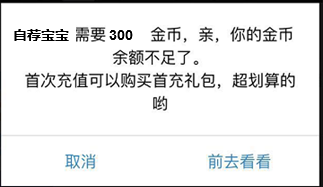 自荐宝宝 需要 300 金币，亲，你的金币
余额不足了。
首次充值可以购买首充礼包，超划算的
哟
取消 前去看看